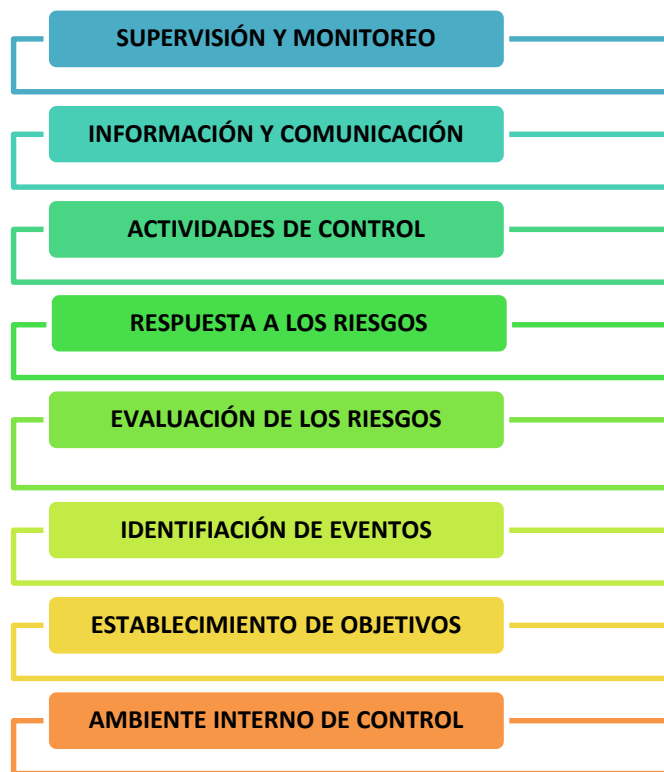 SUPERVISIÓN Y MONITOREO
INFORMACIÓN Y COMUNICACIÓN
ACTIVIDADES DE CONTROL
RESPUESTA A LOS RIESGOS
EVALUACIÓN DE LOS RIESGOS
IDENTIFIACIÓN DE EVENTOS
ESTABLECIMIENTO DE OBJETIVOS
AMBIENTE INTERNO DE CONTROL